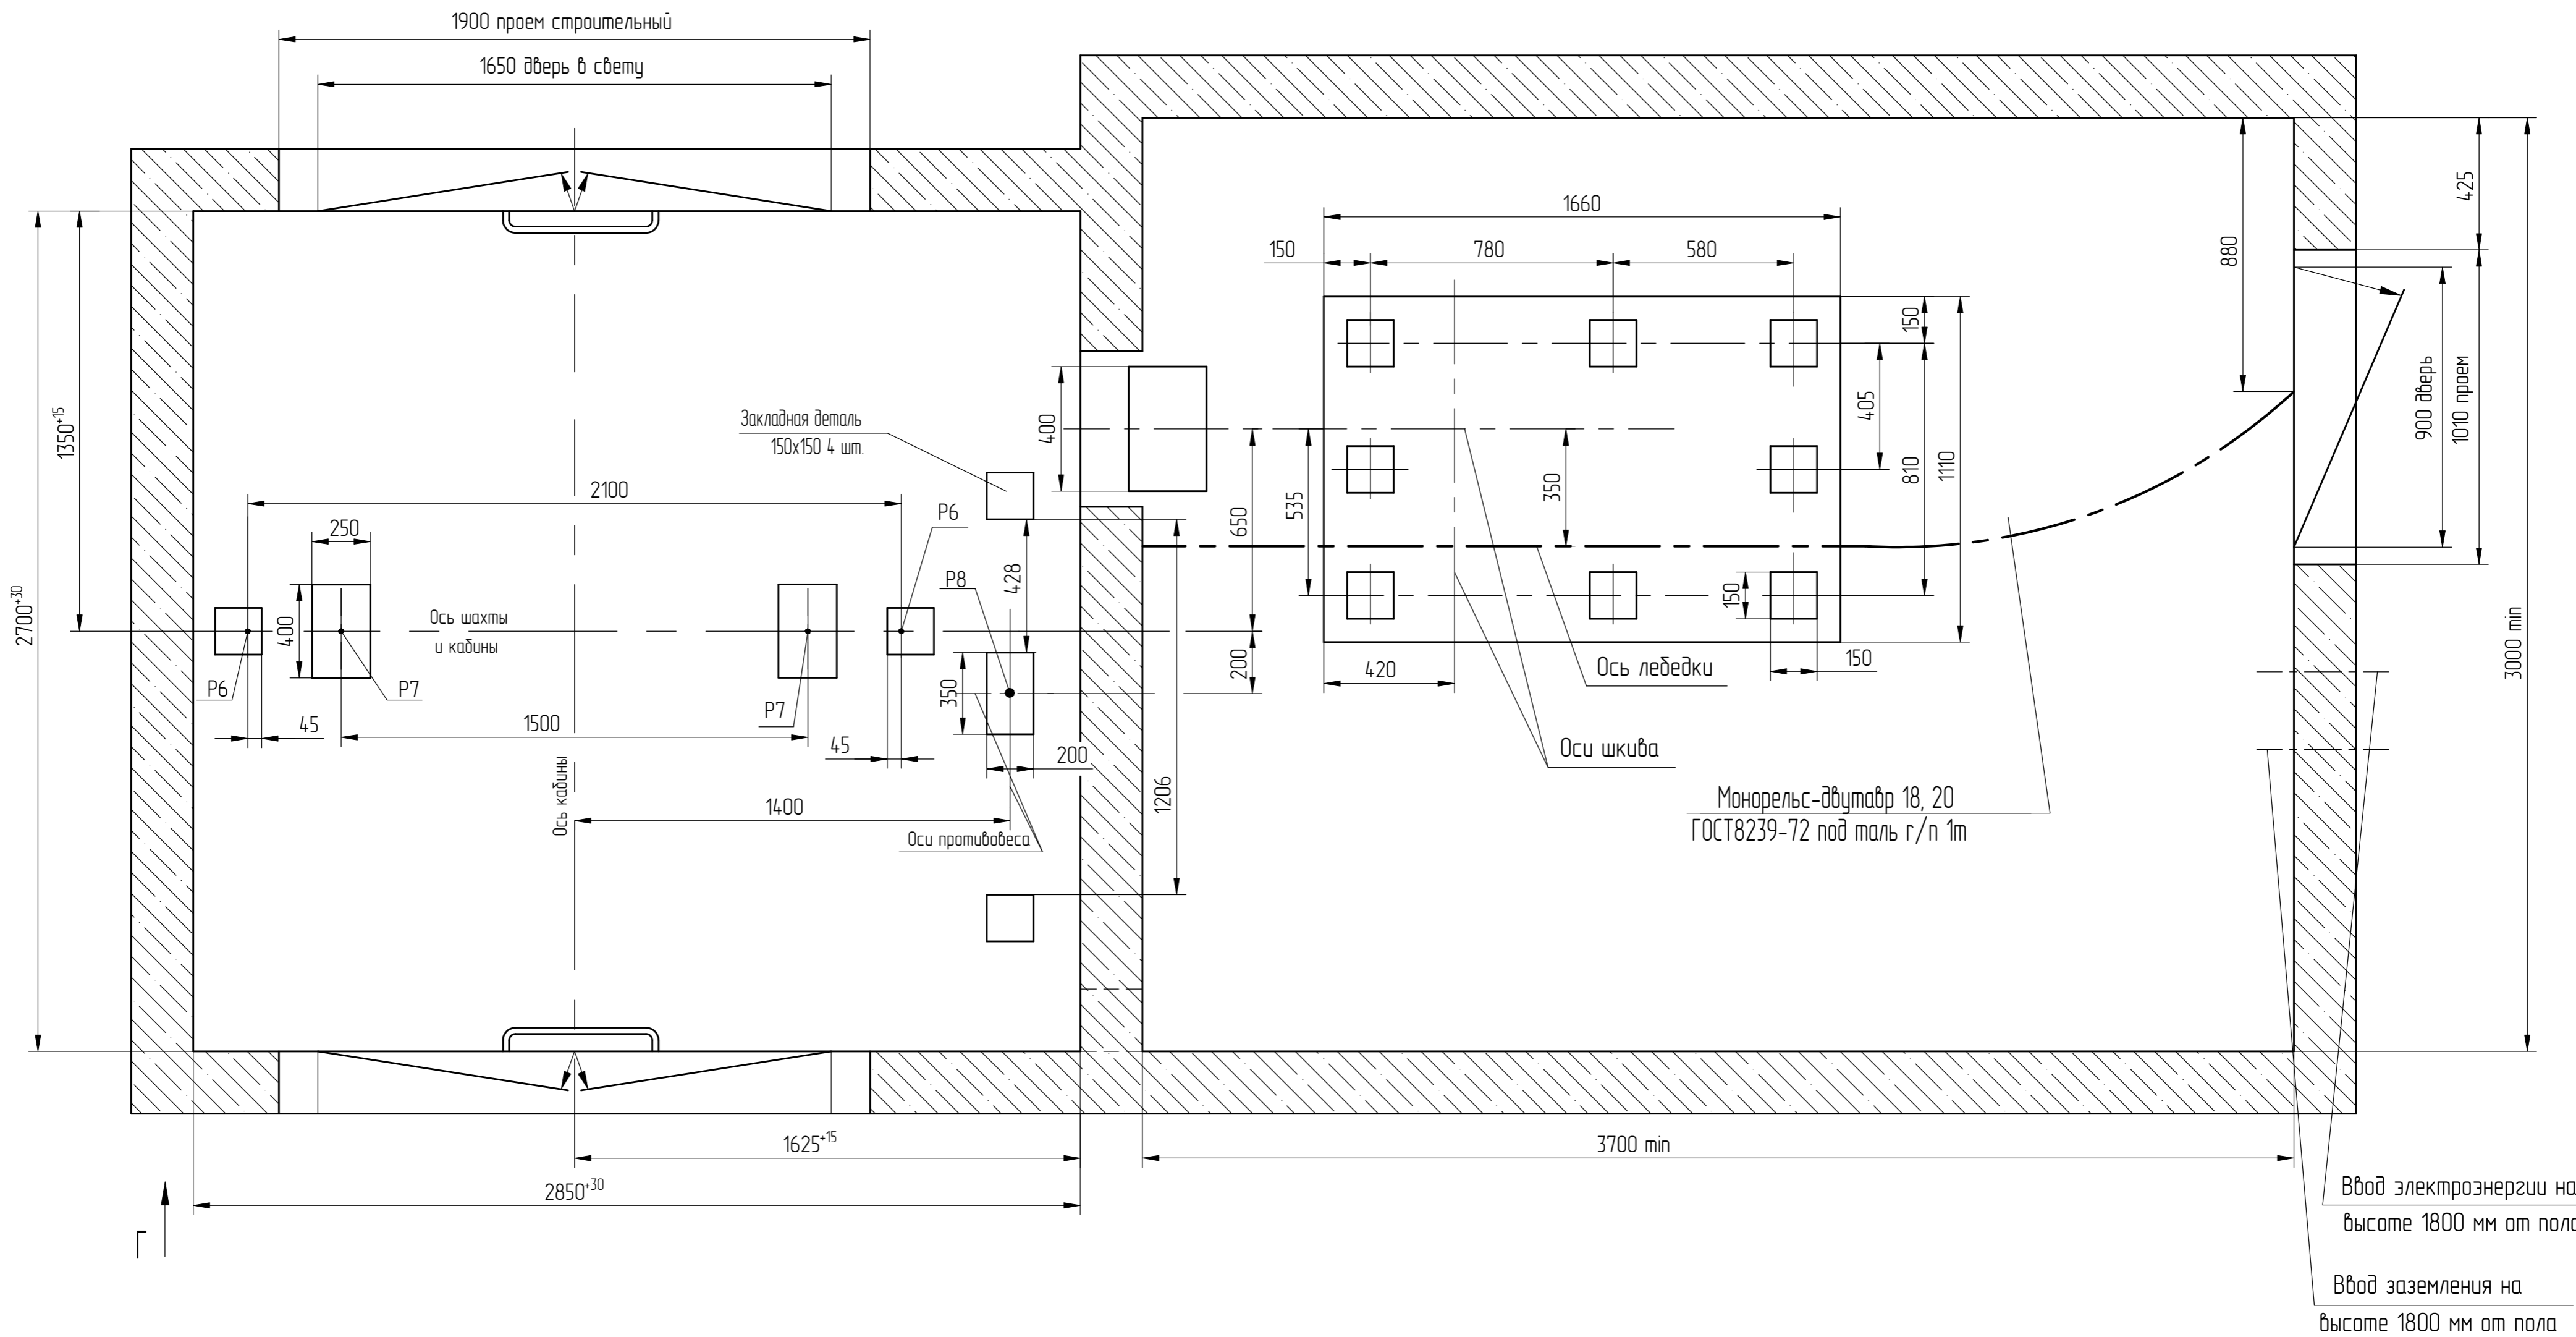 1900 проем строительный
1650 дверь в свету
425
1660
150
780
580
880
150
1350+15
Закладная деталь
150х150 4 шт.
400
405
900 дверь
1010 проем
2100
250
P6
P8
428
650
535
350
810
1110
150
2700+30
400
Ось шахты
и кабины
3000 min
P6
P7
P7
350
200
420
Ось лебедки
150
45
1500
45
200
Оси шкива
Ось кабины
1400
1206
Монорельс-двутавр 18, 20
ГОСТ8239-72 под таль г/п 1т
Оси противовеса
1625+15
3700 min
2850+30
Г
Ввод электроэнергии на
высоте 1800 мм от пола
Ввод заземления на
высоте 1800 мм от пола